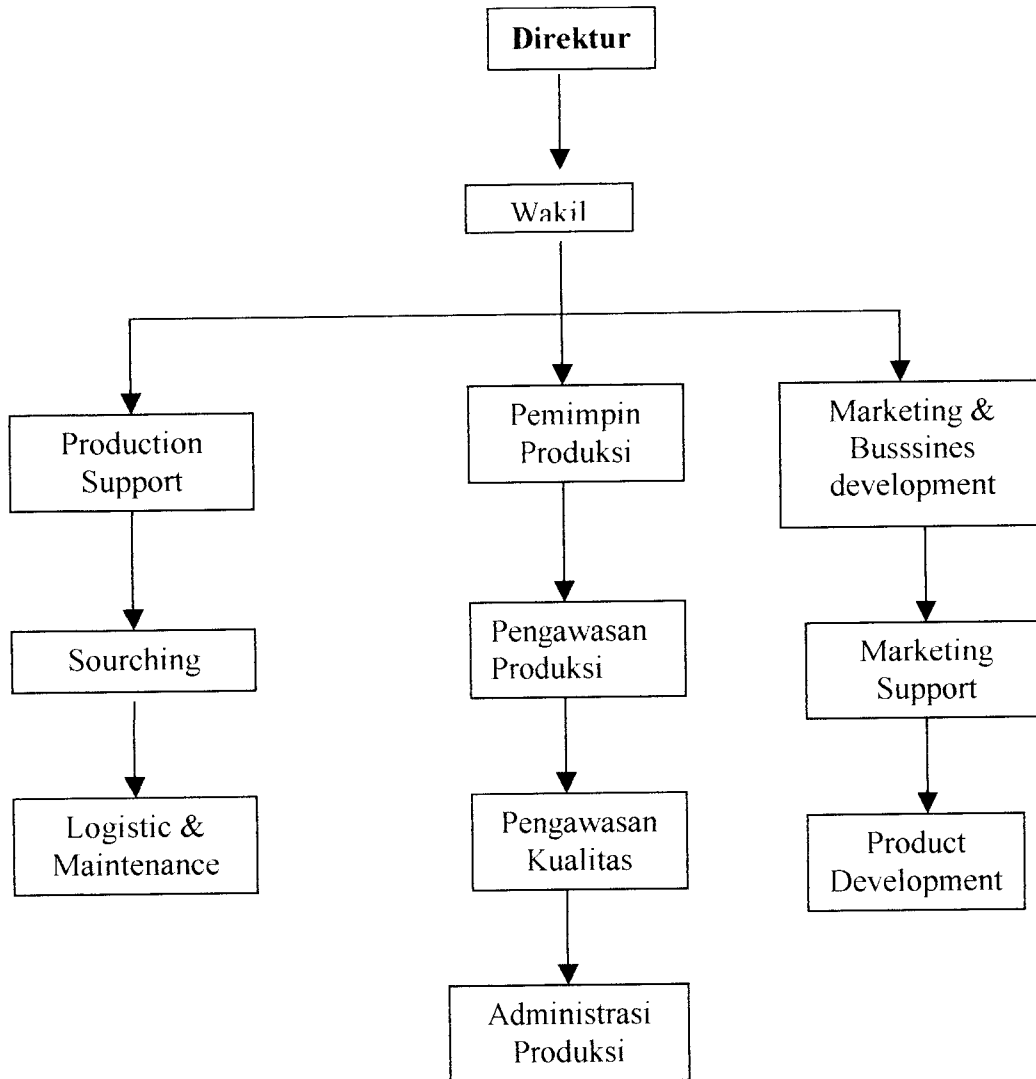 Direktur
Wakil
Production
Support
Pemimpin
Produksi
Marketing &
Busssines
development
Sourching
Pengawasan
Produksi
Marketing
Support
Logistic &
Maintenance
Pengawasan
Kualitas
Product
Development
Administrasi
Produksi